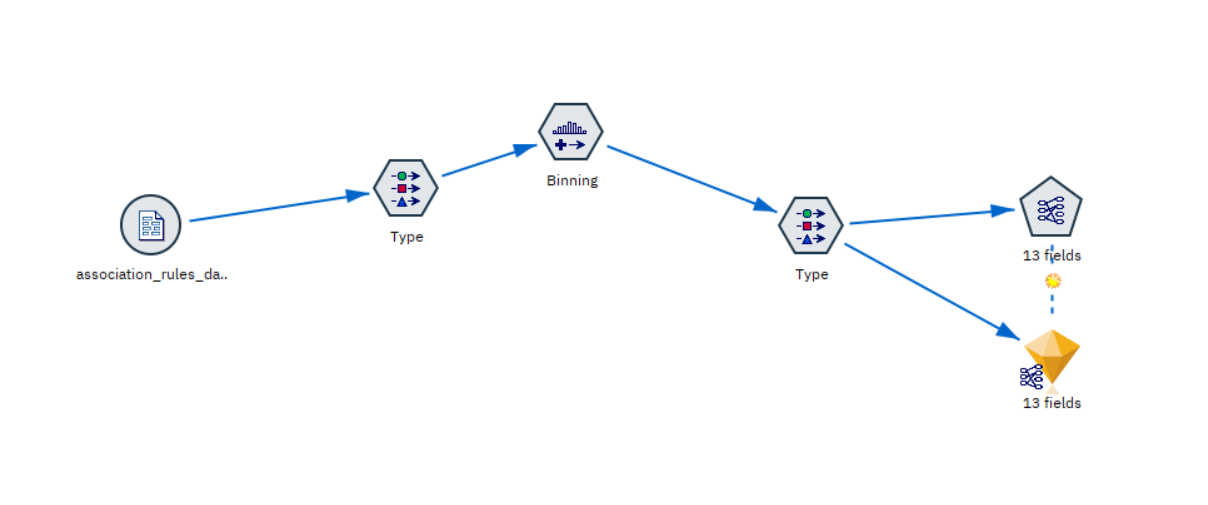 association_rules_da..
Type
Binning
Type
13 fields
13 fields